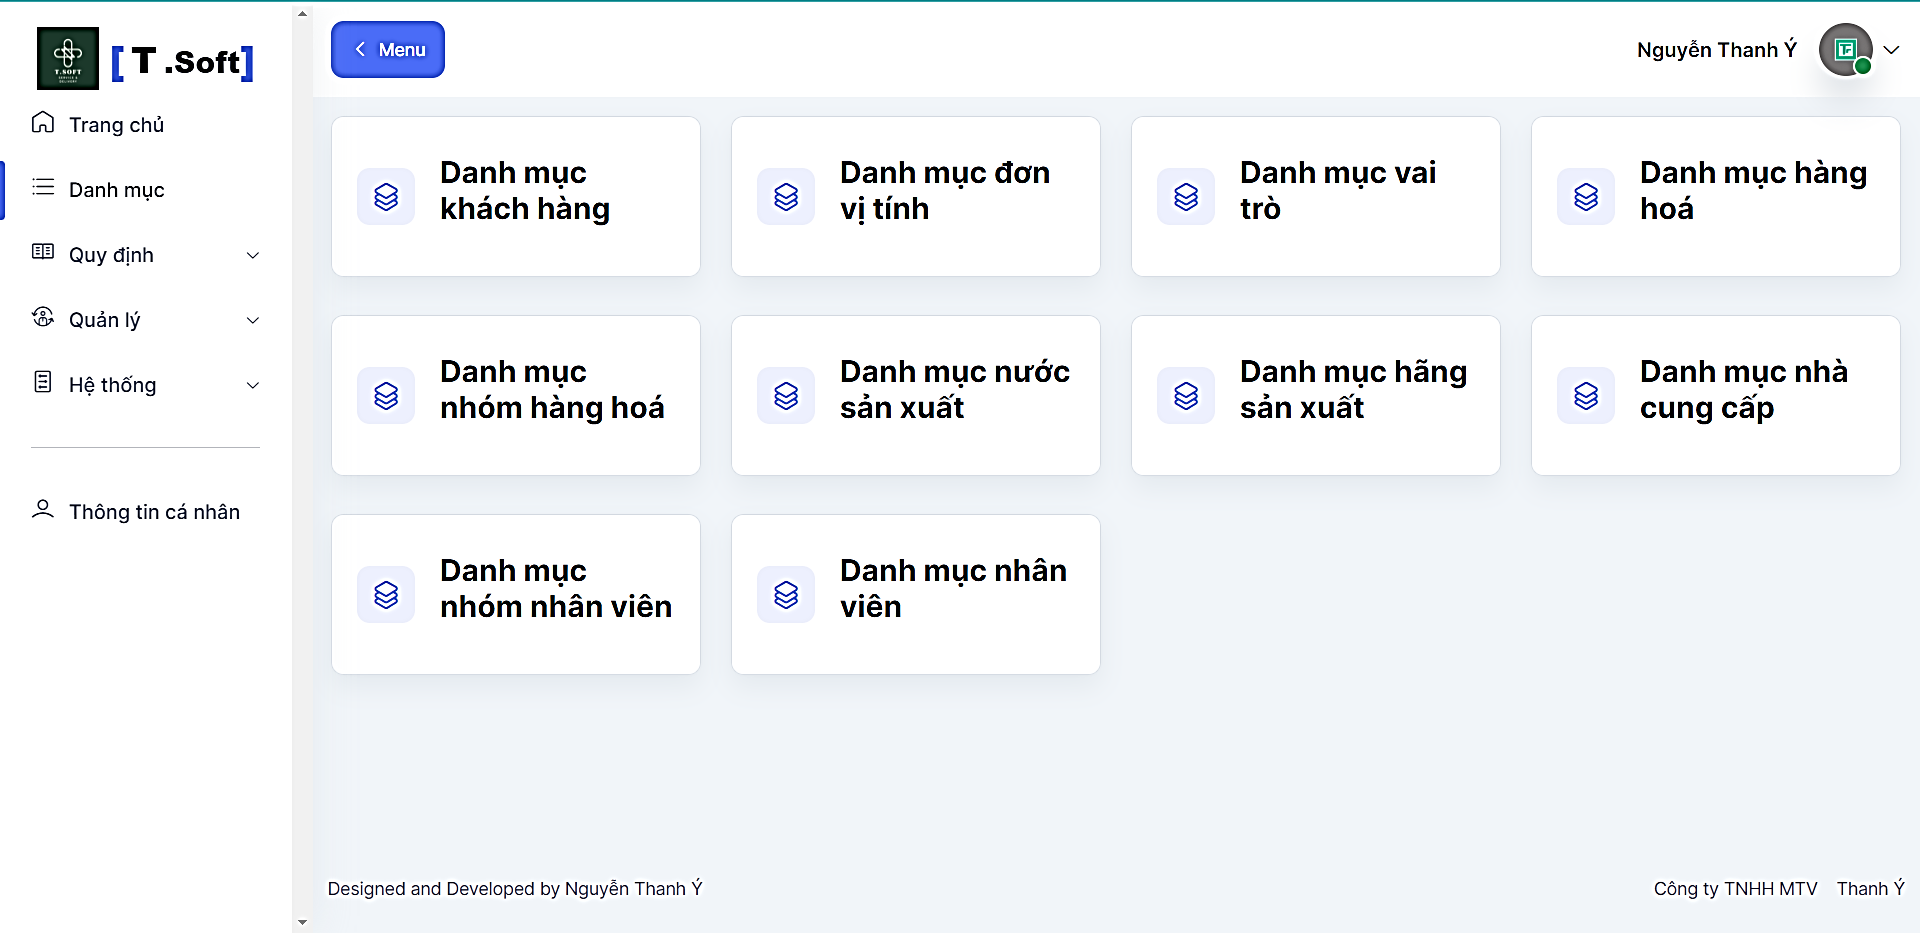 T.SOFT
[ T .Soft]
Trang chủ
Danh mục
Quy định
Quản lý
Hệ thống
Thông tin cá nhân
Menu
Nguyễn Thanh Ý
Danh mục
khách hàng
Danh mục đơn
vị tính
Danh mục vai
trò
Danh mục hàng
hoá
Danh mục
nhóm hàng hoá
Danh mục nước
sản xuất
Danh mục hãng
sản xuất
Danh mục nhà
cung cấp
Danh mục
nhóm nhân viên
Danh mục nhân
viên
Designed and Developed by Nguyễn Thanh Ý
Công ty TNHH MTV Thanh Ý